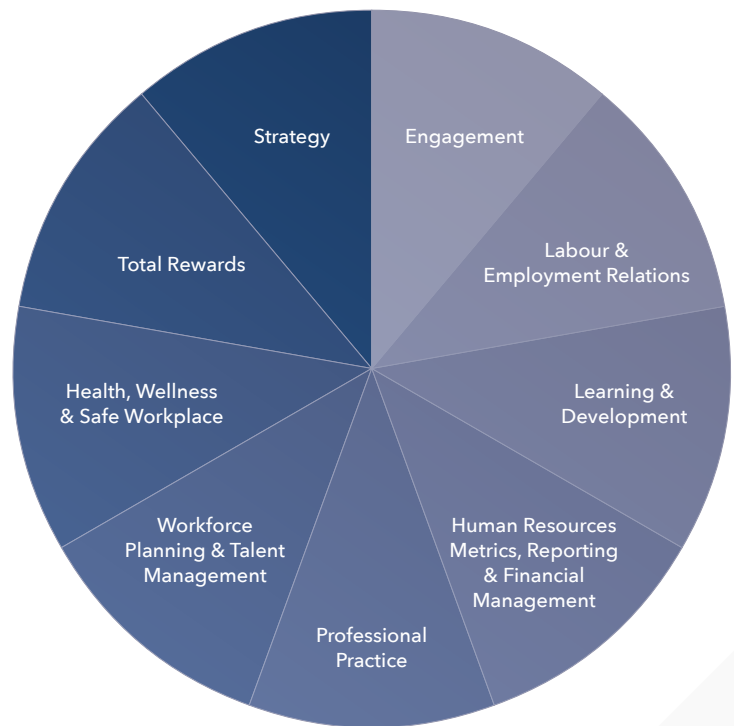 Strategy
Engagement
Total Rewards
Labour &
Employment Relations
Health, Wellness
& Safe Workplace
Learning &
Development
Workforce
Planning & Talent
Management
Human Resources
Metrics, Reporting
& Financial
Management
Professional
Practice